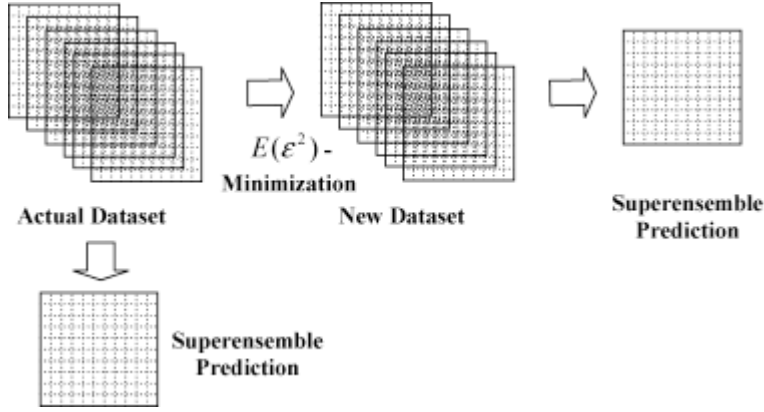 E(ε²) -
Minimization
Actual Dataset
New Dataset
Superensemble
Prediction
Superensemble
Prediction